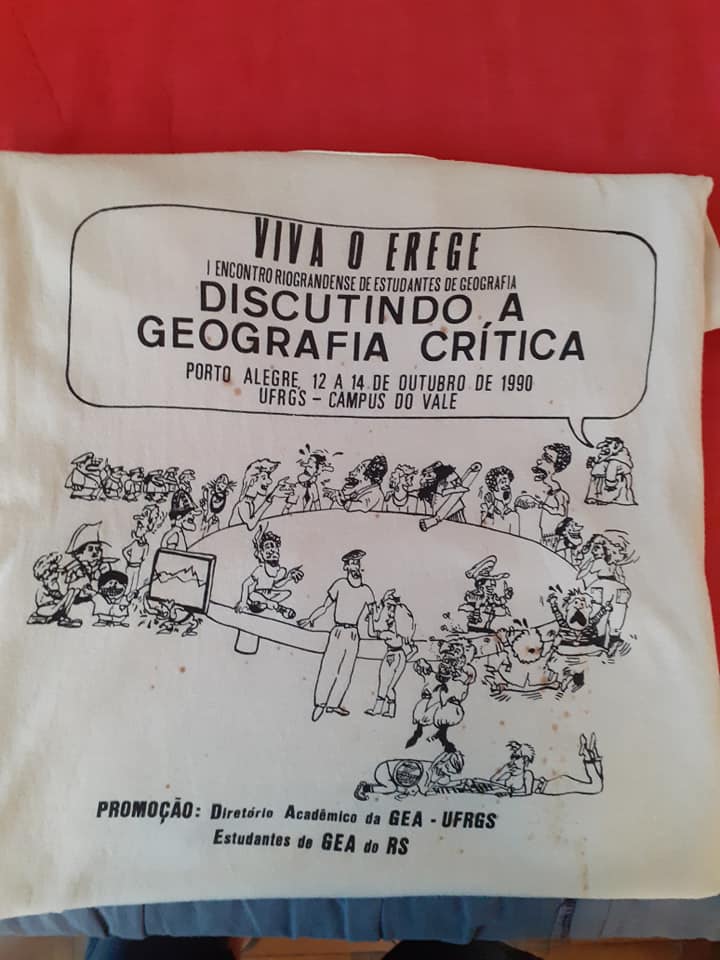 VIVA O EREGE
I ENCONTRO RIOGRANDENSE DE ESTUDANTES DE GEOGRAFIA
DISCUTINDO A
GEOGRAFIA CRÍTICA
PORTO ALEGRE, 12 A 14 DE OUTUBRO DE 1990
UFRGS - CAMPUS DO VALE
PROMOÇÃO: Diretório Acadêmico da GEA - UFRGS
Estudantes de GEA do RS